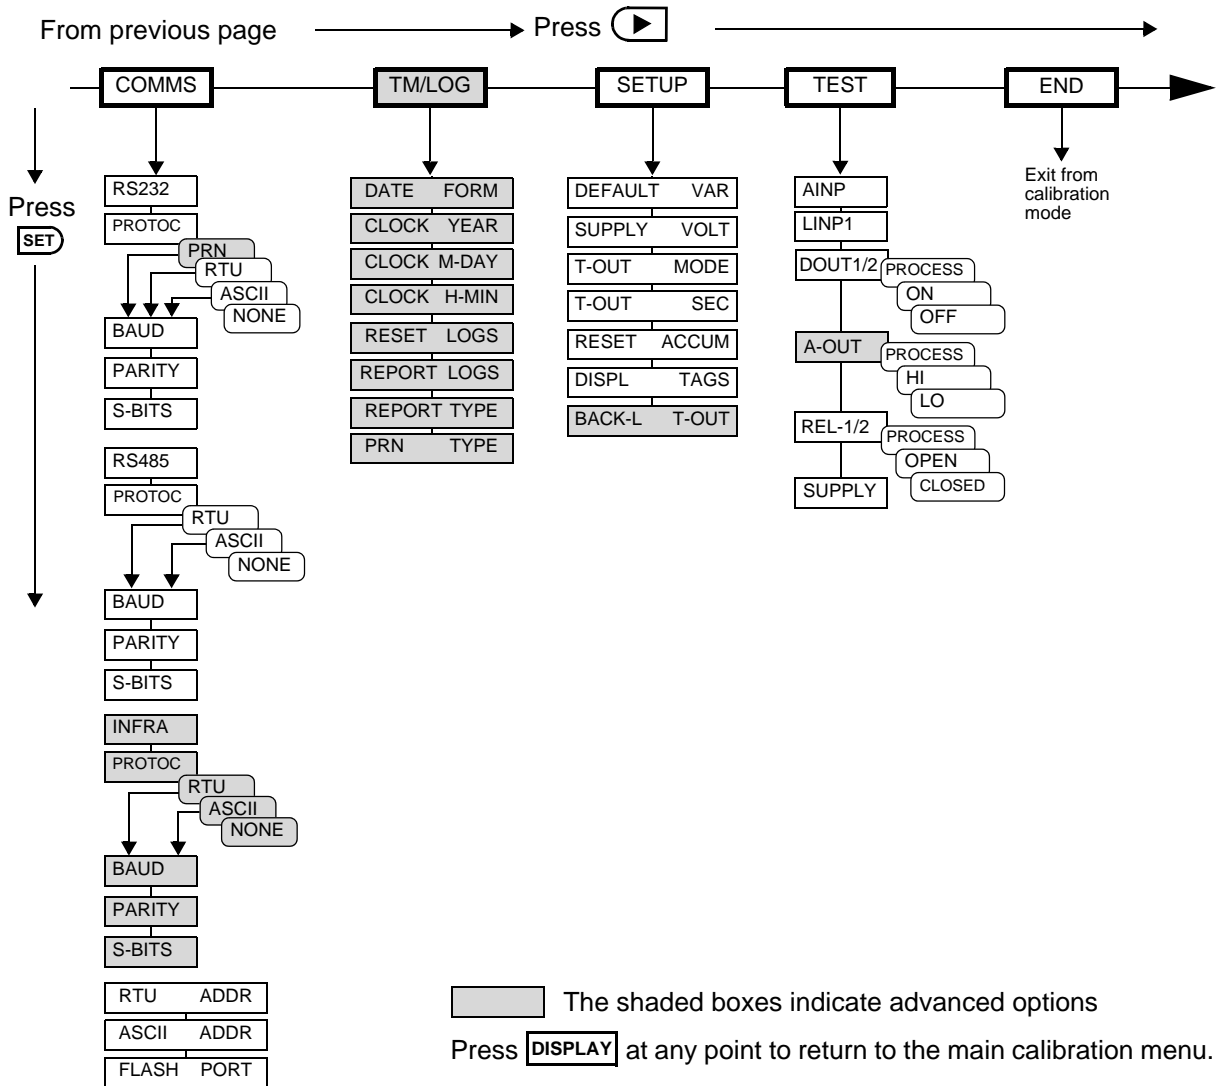 From previous page
Press
COMMS
TM/LOG
SETUP
TEST
END
Press
SET
RS232
PROTOC
PRN
RTU
ASCII
NONE
BAUD
PARITY
S-BITS
RS485
PROTOC
RTU
ASCII
NONE
BAUD
PARITY
S-BITS
INFRA
PROTOC
RTU
ASCII
NONE
BAUD
PARITY
S-BITS
RTU ADDR
ASCII ADDR
FLASH PORT
DATE FORM
CLOCK YEAR
CLOCK M-DAY
CLOCK H-MIN
RESET LOGS
REPORT LOGS
REPORT TYPE
PRN TYPE
DEFAULT VAR
SUPPLY VOLT
T-OUT MODE
T-OUT SEC
RESET ACCUM
DISPL TAGS
BACK-L T-OUT
AINP
LINP1
DOUT1/2
PROCESS
ON
OFF
A-OUT
PROCESS
HI
LO
REL-1/2
PROCESS
OPEN
CLOSED
SUPPLY
Exit from
calibration
mode
The shaded boxes indicate advanced options
Press DISPLAY at any point to return to the main calibration menu.